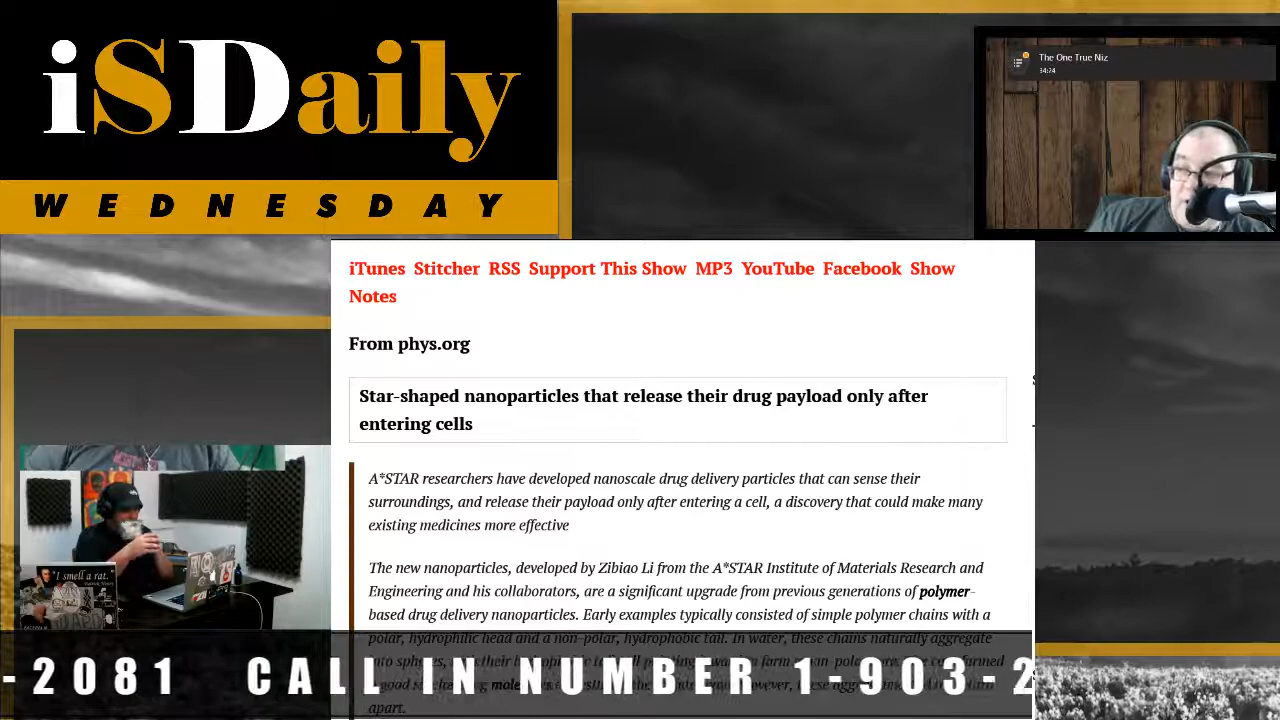 iSDaily
WEDNESDAY
The One True Niz
34:24
iTunes Stitcher RSS Support This Show MP3 YouTube Facebook Show
Notes
From phys.org
Star-shaped nanoparticles that release their drug payload only after
entering cells
A*STAR researchers have developed nanoscale drug delivery particles that can sense their
surroundings, and release their payload only after entering a cell, a discovery that could make many
existing medicines more effective
The new nanoparticles, developed by Zibiao Li from the A*STAR Institute of Materials Research and
Engineering and his collaborators, are a significant upgrade from previous generations of polymer-
based drug delivery nanoparticles. Early examples typically consisted of simple polymer chains with a
polar, hydrophilic head and a non-polar, hydrophobic tail. In water, these chains naturally aggregate
apart.
"I smell a rat."
-2081 CALL IN NUMBER 1-903-2